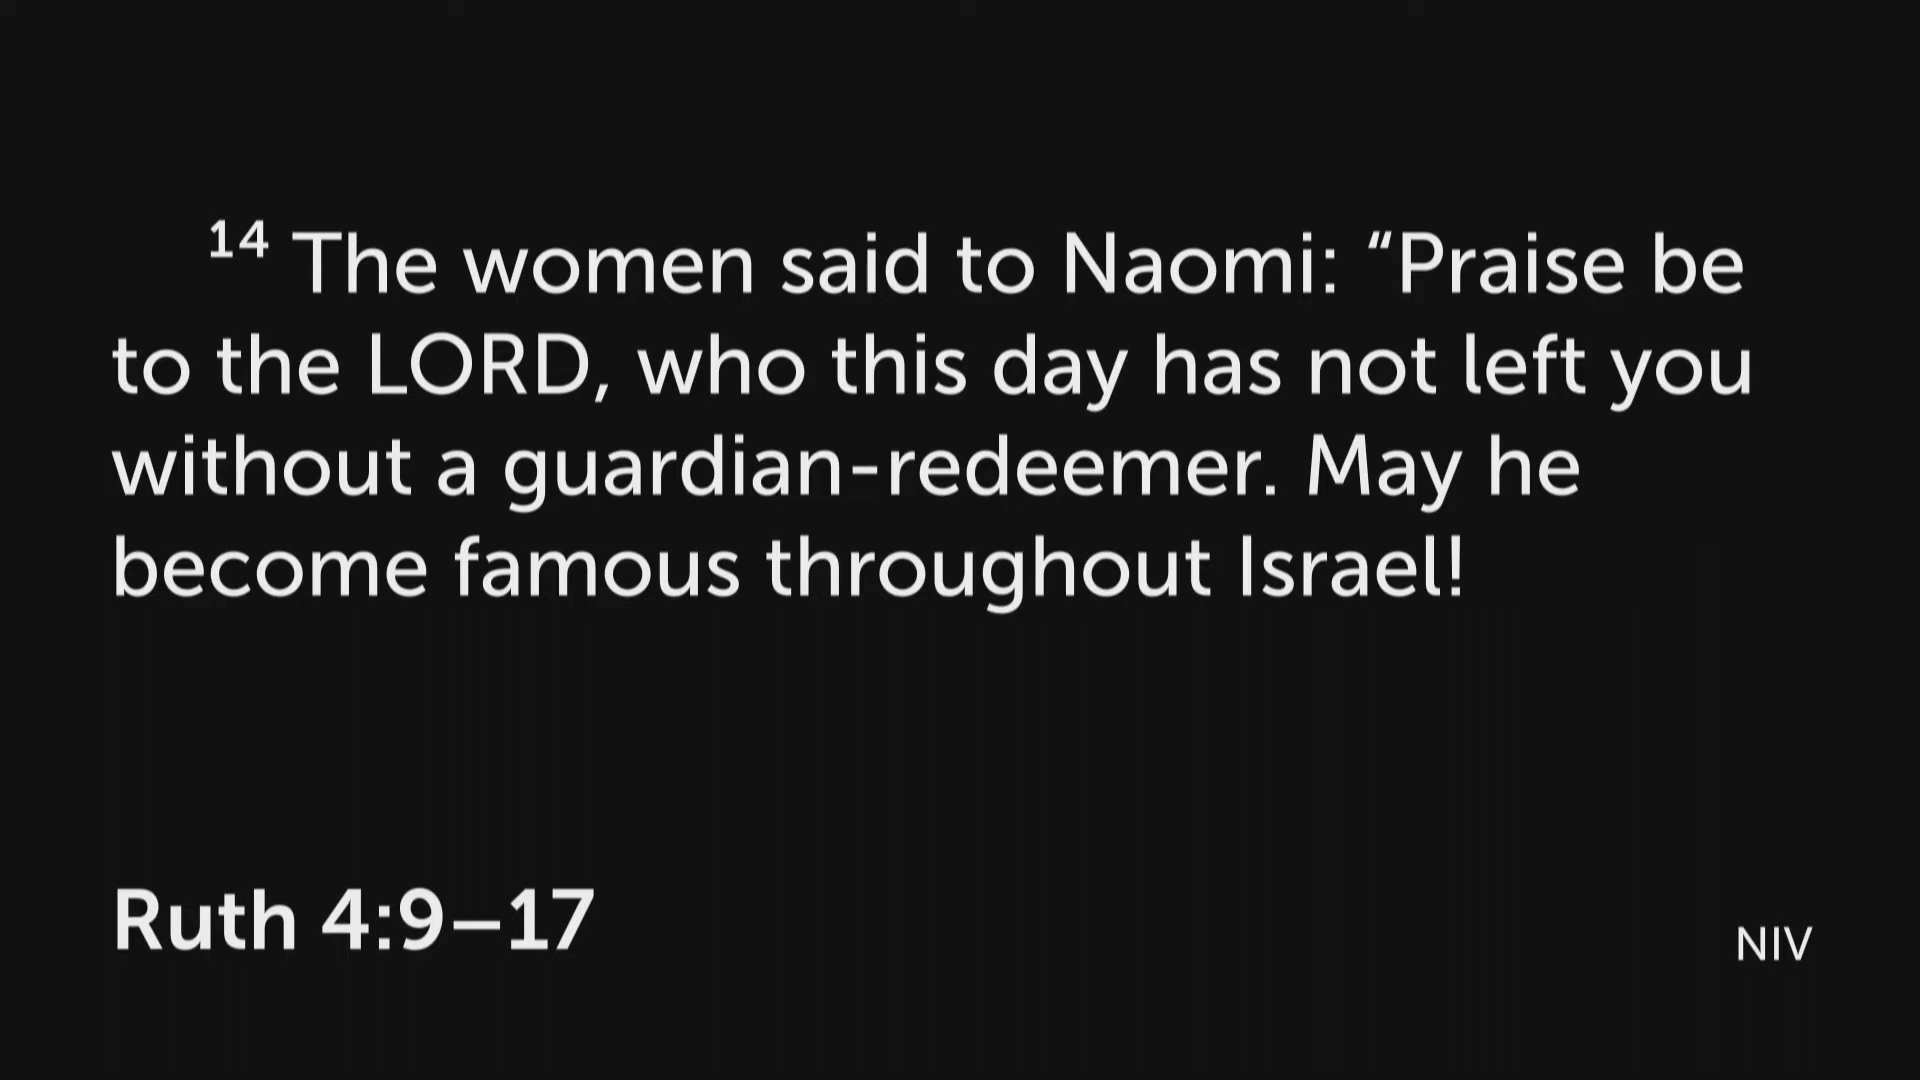 14 The women said to Naomi: “Praise be
to the LORD, who this day has not left you
without a guardian-redeemer. May he
become famous throughout Israel!
Ruth 4:9–17
NIV